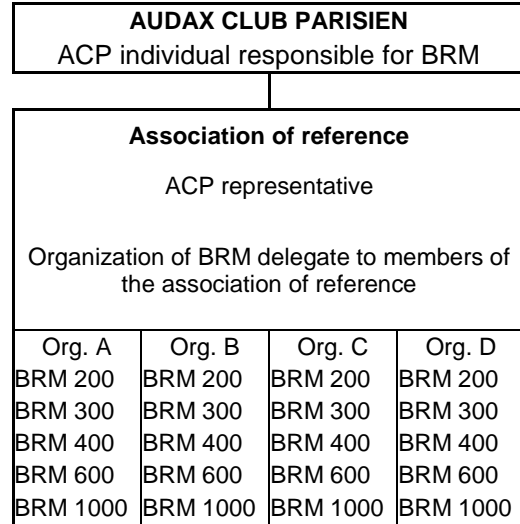 AUDAX CLUB PARISIEN
ACP individual responsible for BRM
Association of reference
ACP representative
Organization of BRM delegate to members of
the association of reference
Org. A Org. B Org. C Org. D
BRM 200 BRM 200 BRM 200 BRM 200
BRM 300 BRM 300 BRM 300 BRM 300
BRM 400 BRM 400 BRM 400 BRM 400
BRM 600 BRM 600 BRM 600 BRM 600
BRM 1000 BRM 1000 BRM 1000 BRM 1000